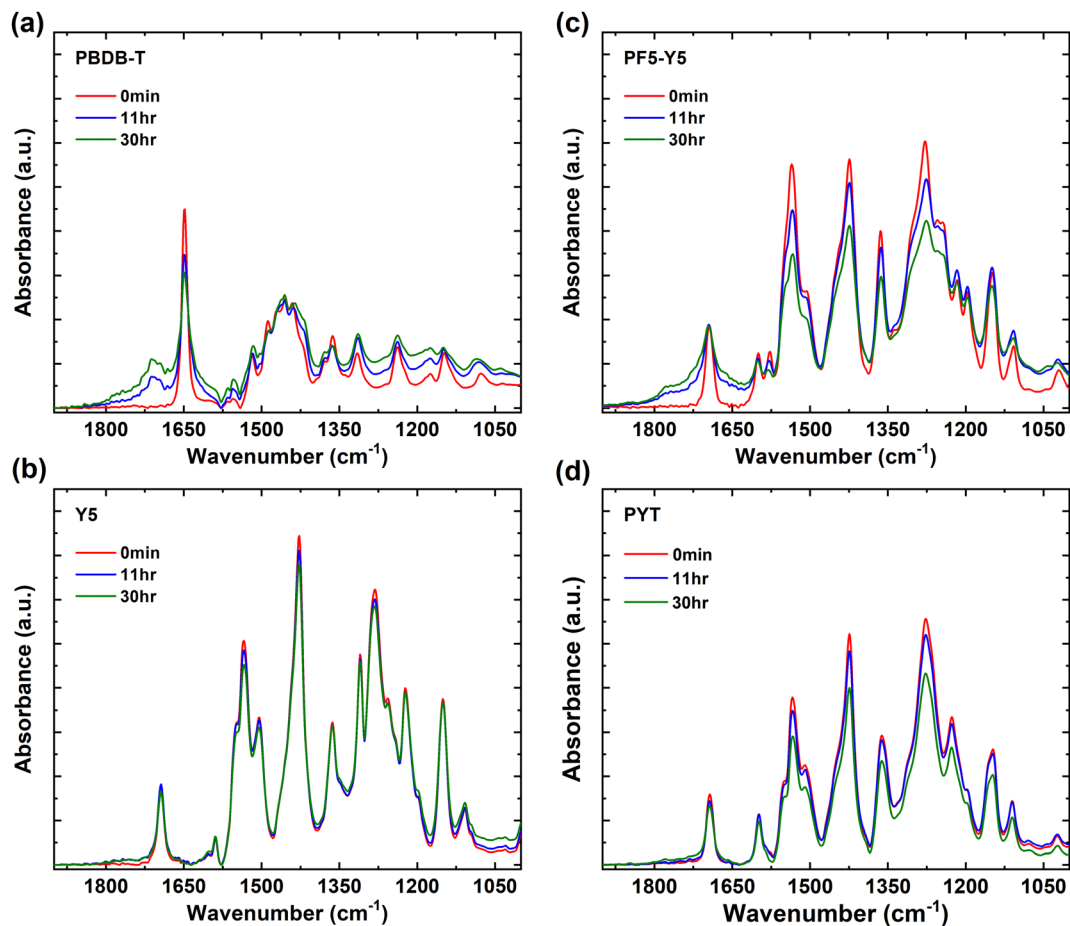 (a)
PBDB-T
0min
11hr
30hr
Absorbance (a.u.)
1800 1650 1500 1350 1200 1050
Wavenumber (cm⁻¹)
(c)
PF5-Y5
0min
11hr
30hr
Absorbance (a.u.)
1800 1650 1500 1350 1200 1050
Wavenumber (cm⁻¹)
(b)
Y5
0min
11hr
30hr
Absorbance (a.u.)
1800 1650 1500 1350 1200 1050
Wavenumber (cm⁻¹)
(d)
PYT
0min
11hr
30hr
Absorbance (a.u.)
1800 1650 1500 1350 1200 1050
Wavenumber (cm⁻¹)